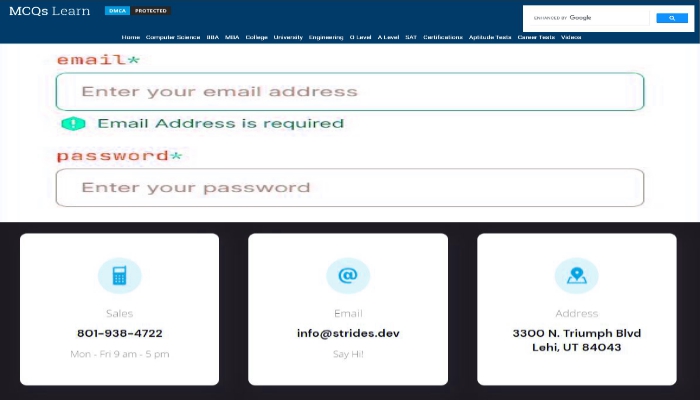 MCQs Learn
DMCA PROTECTED
ENHANCED BY Google
Home Computer Science BBA MBA College University Engineering O Level A Level SAT Certifications Aptitude Tests Career Tests Videos
email*
Enter your email address
Email Address is required
password*
Enter your password
Sales
801-938-4722
Mon - Fri 9 am - 5 pm
Email
info@strides.dev
Say Hi!
Address
3300 N. Triumph Blvd
Lehi, UT 84043